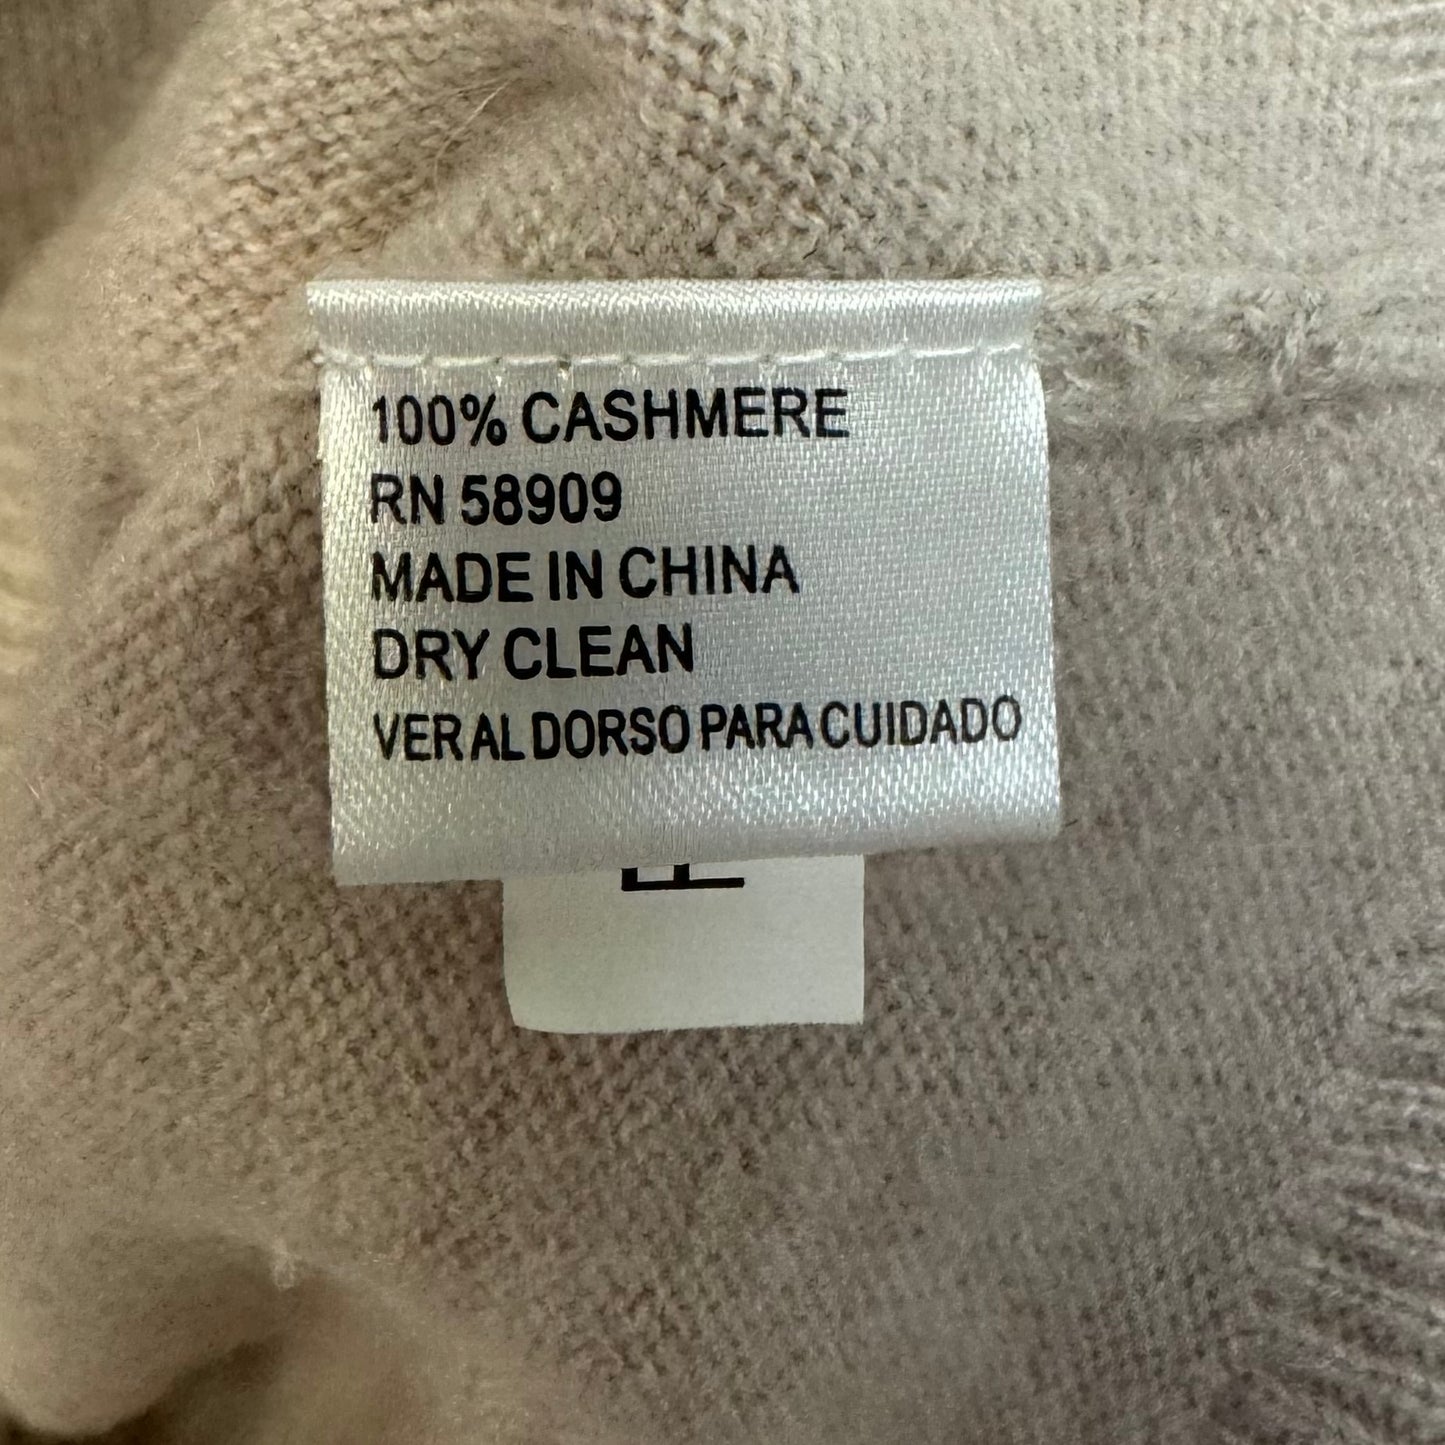 100% CASHMERE
RN 58909
MADE IN CHINA
DRY CLEAN
VER AL DORSO PARA CUIDADO